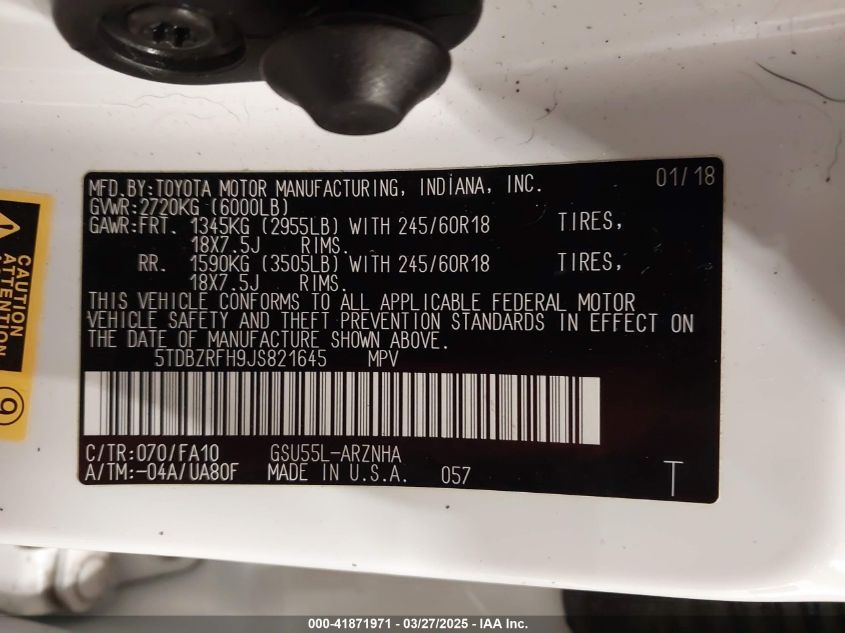 MFD.BY:TOYOTA MOTOR MANUFACTURING, INDIANA, INC. 01/18
GVWR:2720KG (6000LB)
GAWR:FRT. 1345KG (2955LB) WITH 245/60R18 TIRES,
18X7.5J RIMS.
RR. 1590KG (3505LB) WITH 245/60R18 TIRES,
18X7.5J RIMS.
THIS VEHICLE CONFORMS TO ALL APPLICABLE FEDERAL MOTOR
VEHICLE SAFETY AND THEFT PREVENTION STANDARDS IN EFFECT ON
THE DATE OF MANUFACTURE SHOWN ABOVE.
5TDBZRFH9JS821645 MPV
C/TR:070/FA10 GSU55L-ARZNHA
A/TM:-04A/UA80F MADE IN U.S.A. 057 T
CAUTION
ATTENTION
9
000-41871971 - 03/27/2025 - IAA Inc.